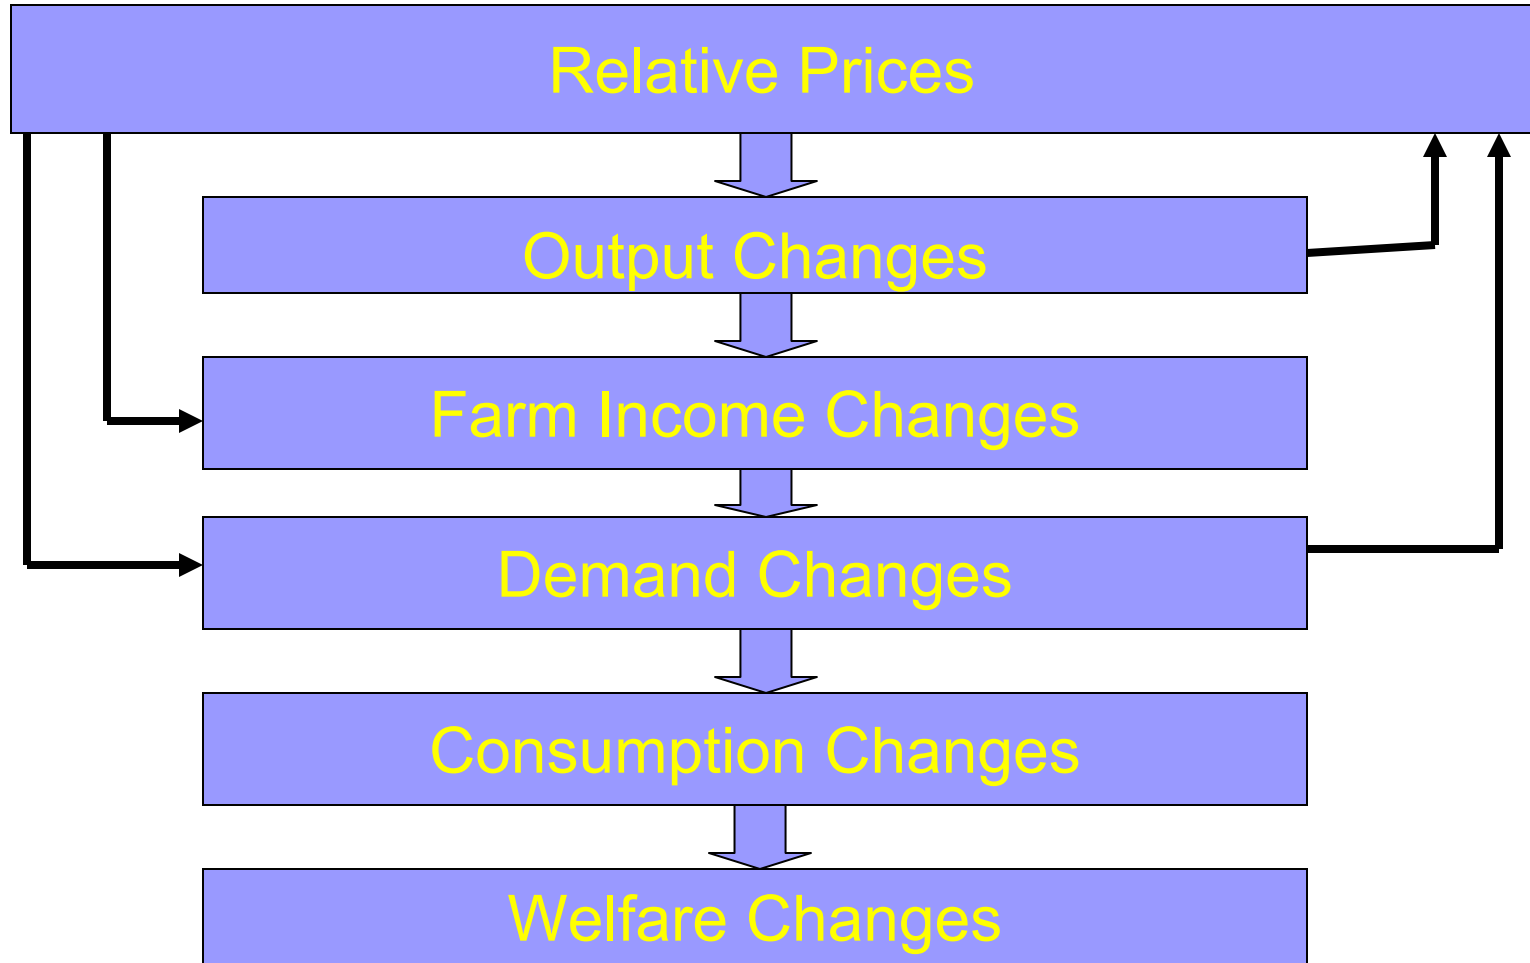 Relative Prices
Output Changes
Farm Income Changes
Demand Changes
Consumption Changes
Welfare Changes